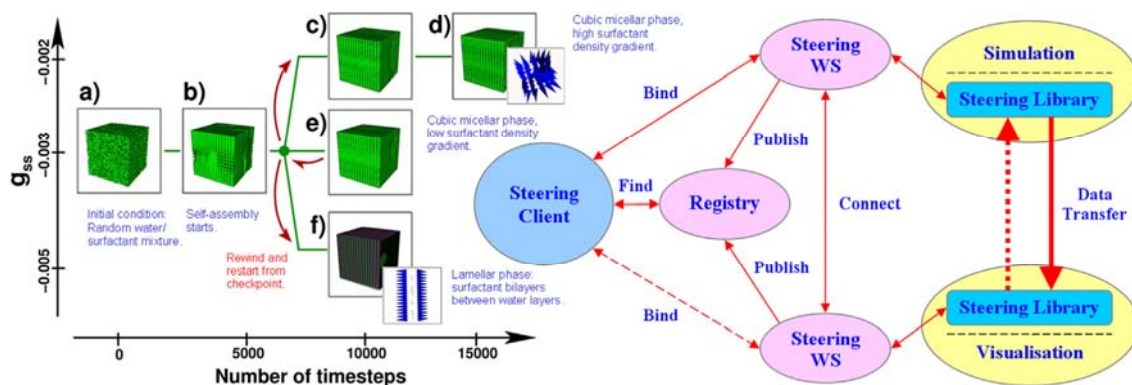 c)
d)
Cubic micellar phase,
high surfactant
density gradient.
-0.002
a)
b)
e)
Cubic micellar phase,
low surfactant density
gradient.
-0.003
gss
Initial condition:
Random water/
surfactant mixture.
Self-assembly
starts.
f)
Rewind and
restart from
checkpoint.
Lamellar phase:
surfactant bilayers
between water layers.
-0.005
0
5000
10000
15000
Number of timesteps
Steering
WS
Simulation
Steering Library
Bind
Publish
Steering
Client
Find
Registry
Connect
Data
Transfer
Publish
Bind
Steering
WS
Steering Library
Visualisation